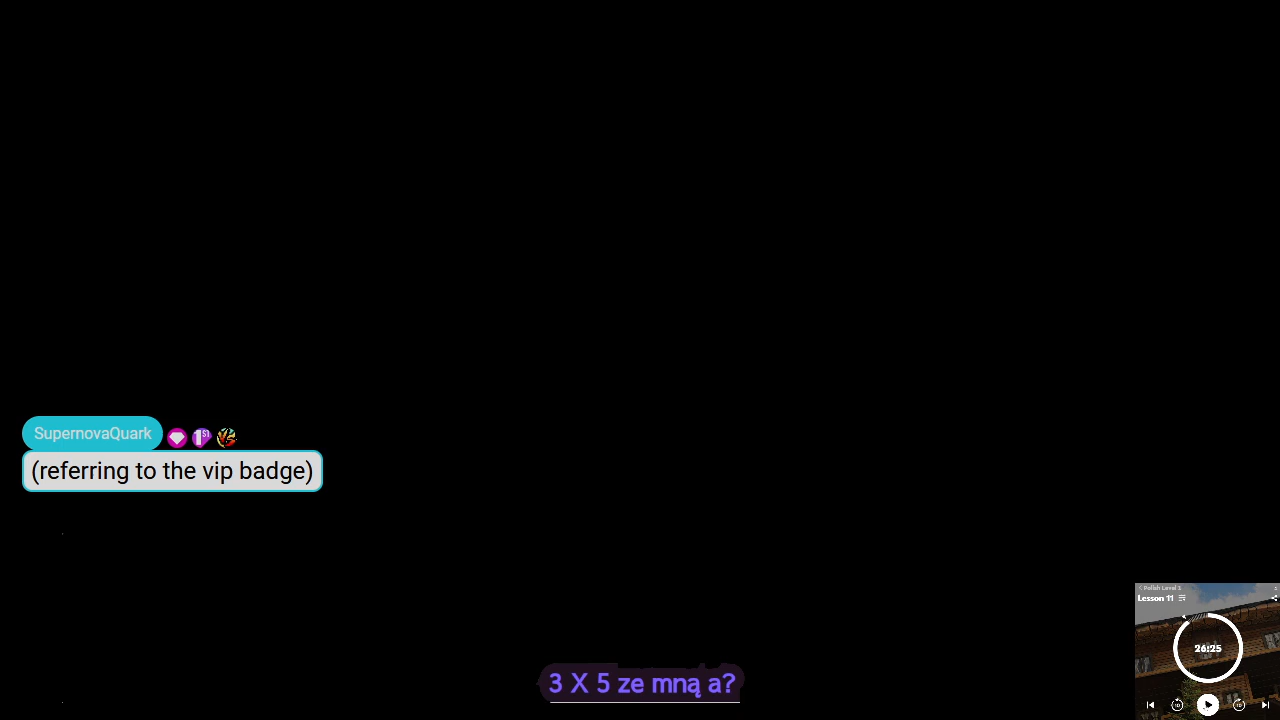 SupernovaQuark
(referring to the vip badge)
Polish Level 1
Lesson 11
26:25
3 X 5 ze mną a?